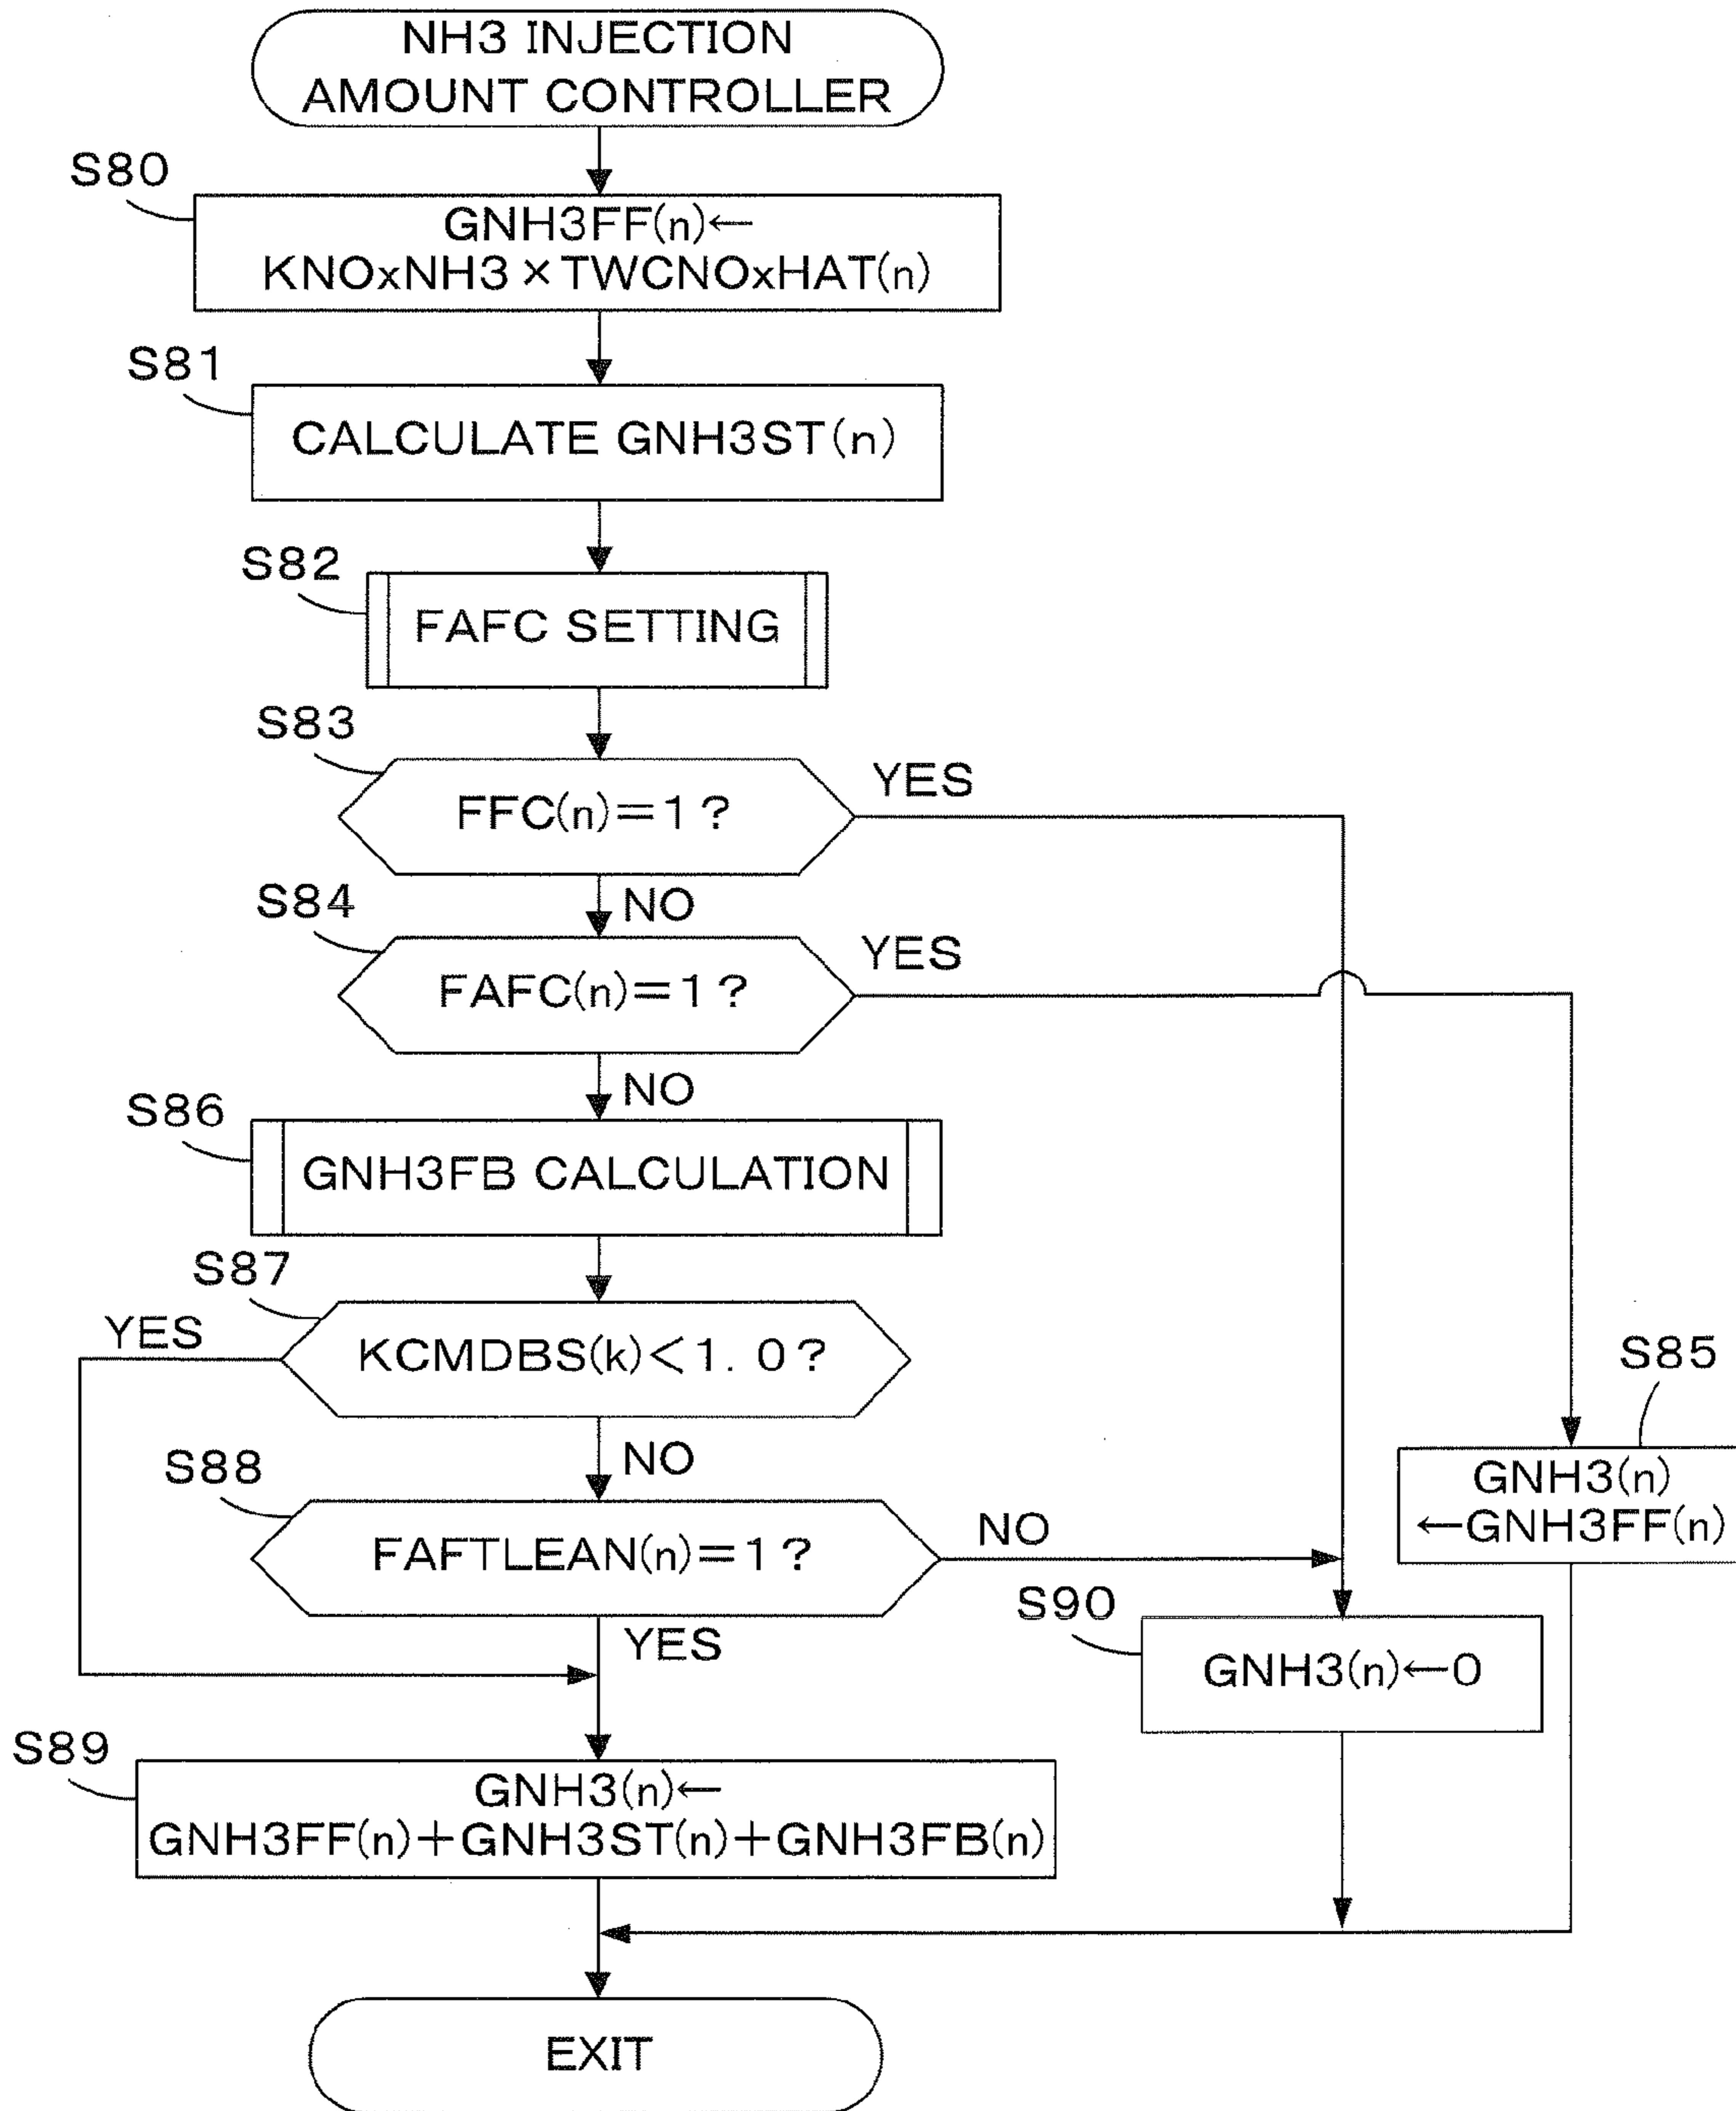 NH3 INJECTION
AMOUNT CONTROLLER
S80
GNH3FF(n)←
KNOxNH3×TWCNOxHAT(n)
S81
CALCULATE GNH3ST(n)
S82
FAFC SETTING
S83
FFC(n)=1?
YES
NO
S84
FAFC(n)=1?
YES
NO
S86
GNH3FB CALCULATION
S87
YES
KCMDBS(k)<1.0?
NO
S85
GNH3(n)
←GNH3FF(n)
S88
FAFTLEAN(n)=1?
NO
YES
S90
GNH3(n)←0
S89
GNH3(n)←
GNH3FF(n)+GNH3ST(n)+GNH3FB(n)
EXIT